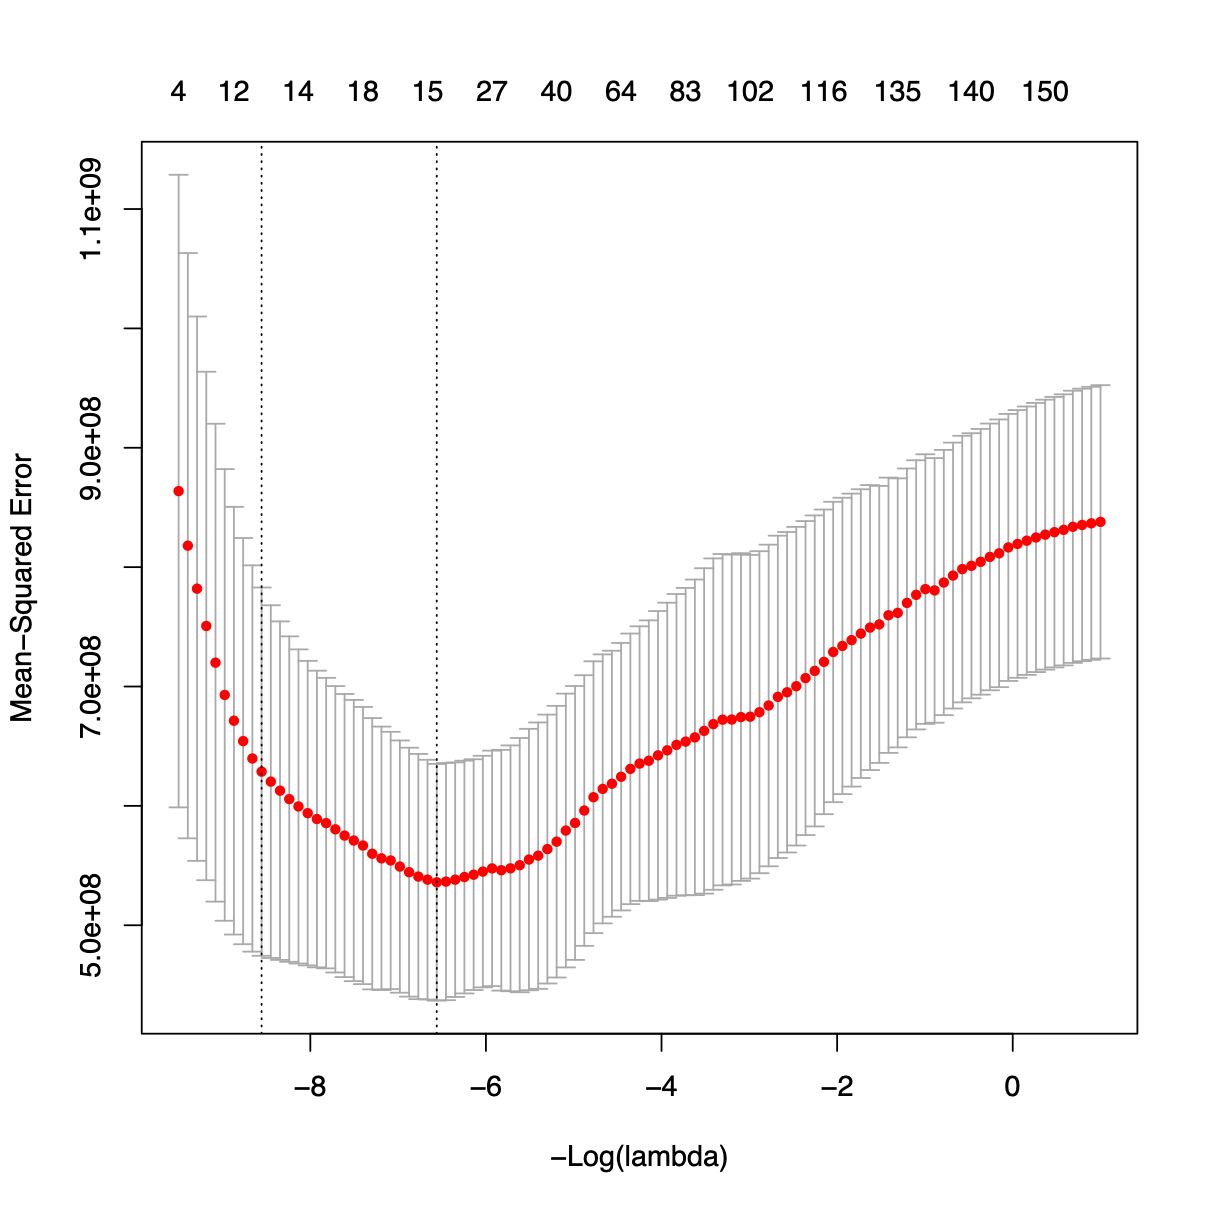 4 12 14 18 15 27 40 64 83 102 116 135 140 150
1.1e+09
9.0e+08
7.0e+08
5.0e+08
Mean−Squared Error
−8 −6 −4 −2 0
−Log(lambda)